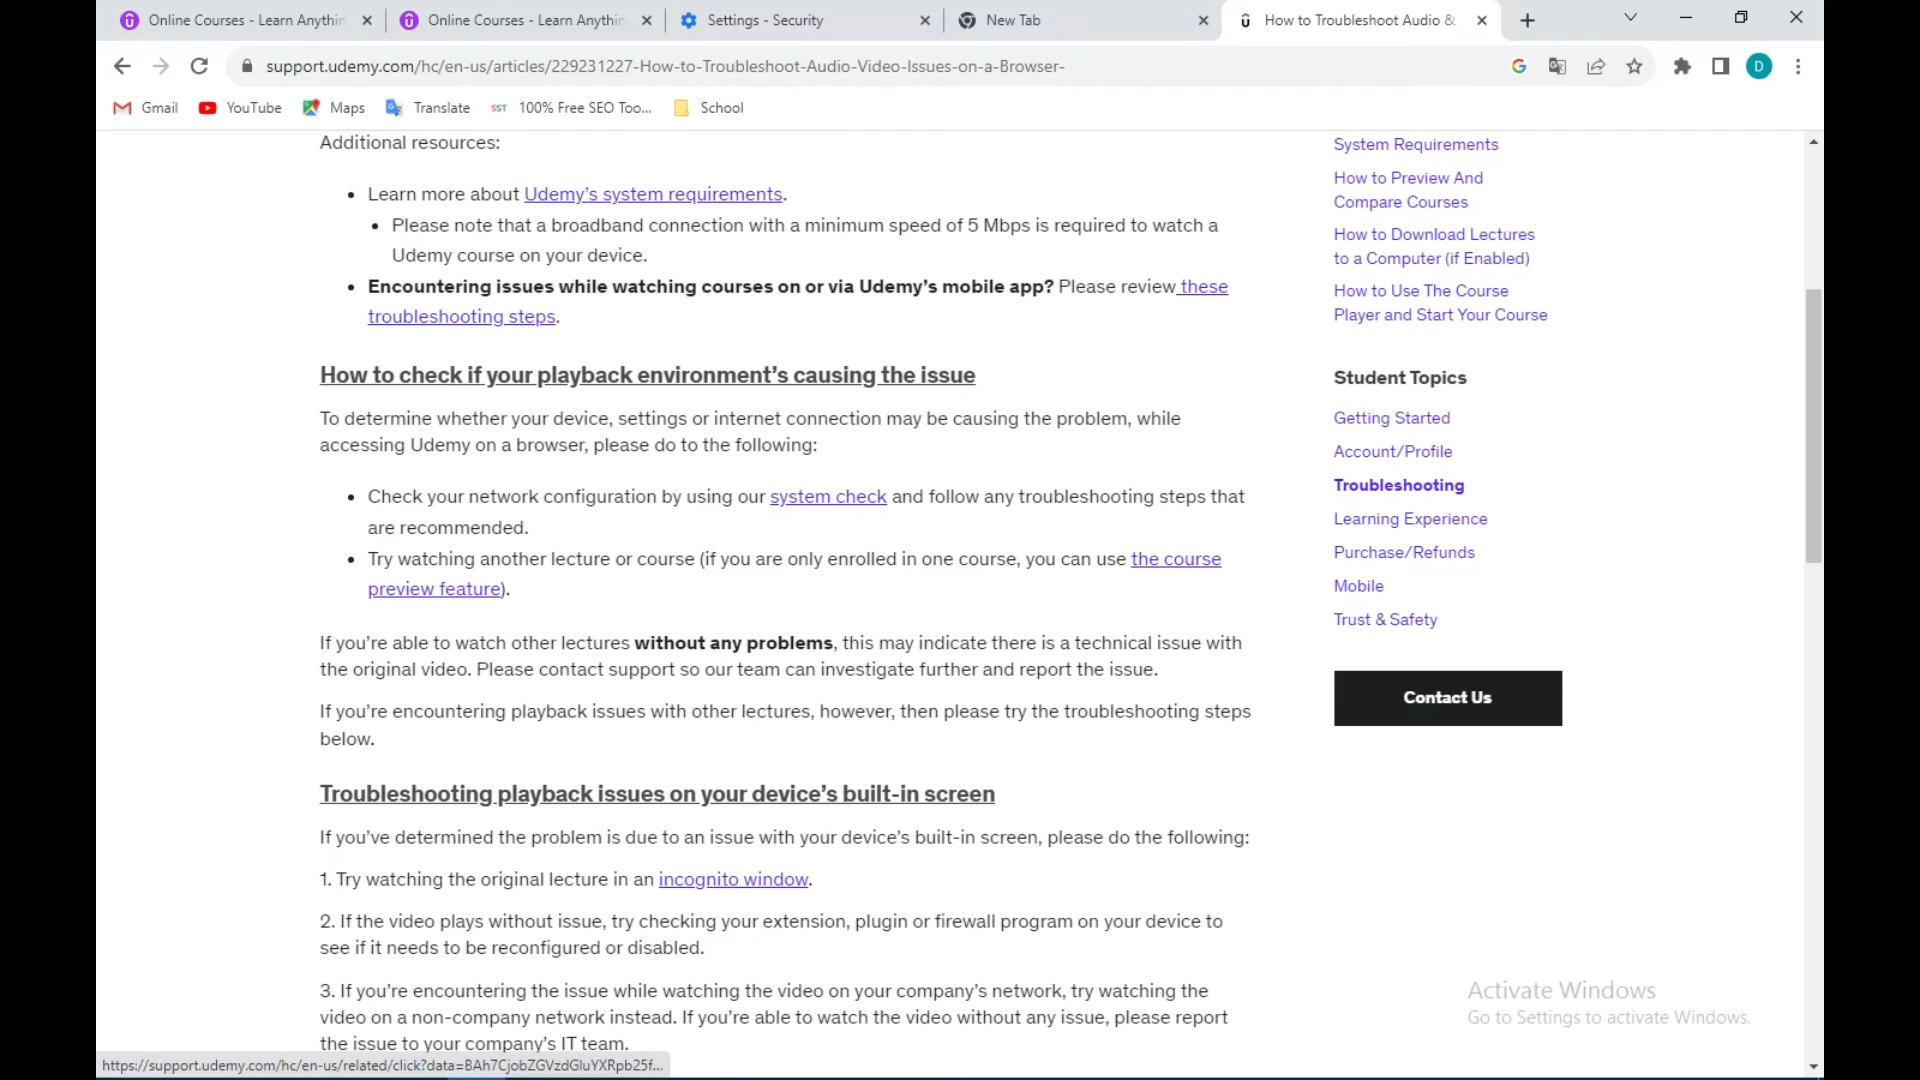 Online Courses - Learn Anythin
Online Courses - Learn Anythin
Settings - Security
New Tab
How to Troubleshoot Audio &
support.udemy.com/hc/en-us/articles/229231227-How-to-Troubleshoot-Audio-Video-Issues-on-a-Browser-
D
Gmail
YouTube
Maps
Translate
SST 100% Free SEO Too...
School
Additional resources:
Learn more about Udemy's system requirements.
Please note that a broadband connection with a minimum speed of 5 Mbps is required to watch a
Udemy course on your device.
Encountering issues while watching courses on or via Udemy's mobile app? Please review these
troubleshooting steps.
How to check if your playback environment's causing the issue
To determine whether your device, settings or internet connection may be causing the problem, while
accessing Udemy on a browser, please do to the following:
Check your network configuration by using our system check and follow any troubleshooting steps that
are recommended.
Try watching another lecture or course (if you are only enrolled in one course, you can use the course
preview feature).
If you're able to watch other lectures without any problems, this may indicate there is a technical issue with
the original video. Please contact support so our team can investigate further and report the issue.
If you're encountering playback issues with other lectures, however, then please try the troubleshooting steps
below.
Troubleshooting playback issues on your device's built-in screen
If you've determined the problem is due to an issue with your device's built-in screen, please do the following:
1. Try watching the original lecture in an incognito window.
2. If the video plays without issue, try checking your extension, plugin or firewall program on your device to
see if it needs to be reconfigured or disabled.
3. If you're encountering the issue while watching the video on your company's network, try watching the
video on a non-company network instead. If you're able to watch the video without any issue, please report
the issue to your company's IT team.
System Requirements
How to Preview And
Compare Courses
How to Download Lectures
to a Computer (if Enabled)
How to Use The Course
Player and Start Your Course
Student Topics
Getting Started
Account/Profile
Troubleshooting
Learning Experience
Purchase/Refunds
Mobile
Trust & Safety
Contact Us
Activate Windows
Go to Settings to activate Windows.
https://support.udemy.com/hc/en-us/related/click?data=BAh7CjobZGVzdGluYXRpb25f...